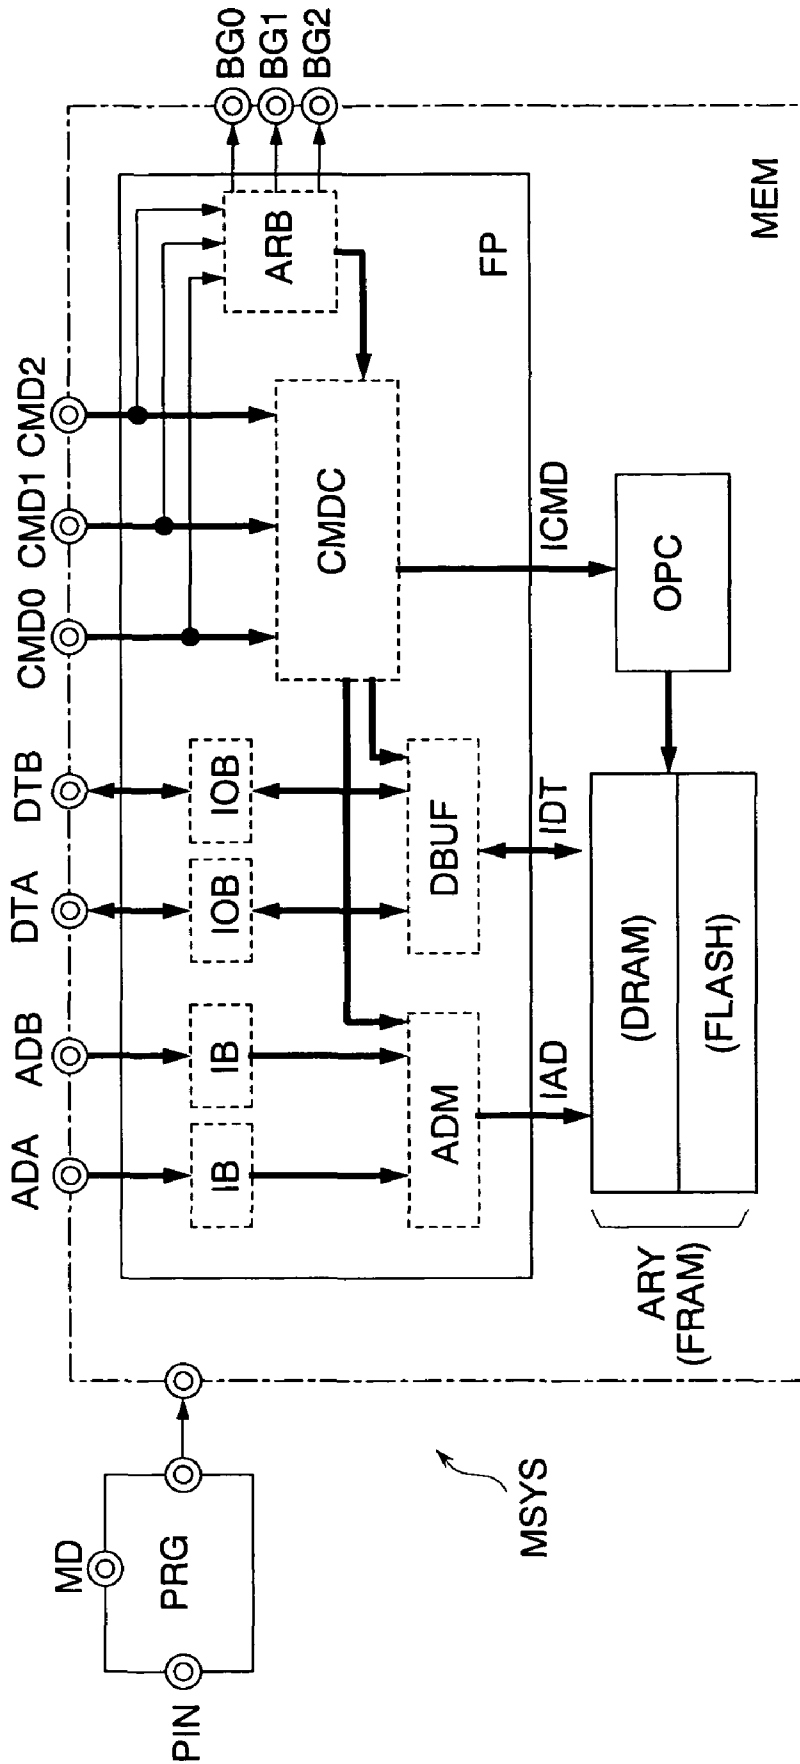 BG0
BG1
BG2
MEM
ARB
FP
CMD2
CMD1
CMD0
CMDC
ICMD
OPC
DTB
DTA
IOB
IOB
DBUF
IDT
ADB
ADA
IB
IB
ADM
IAD
(DRAM)
(FLASH)
ARY
(FRAM)
MD
PRG
PIN
MSYS